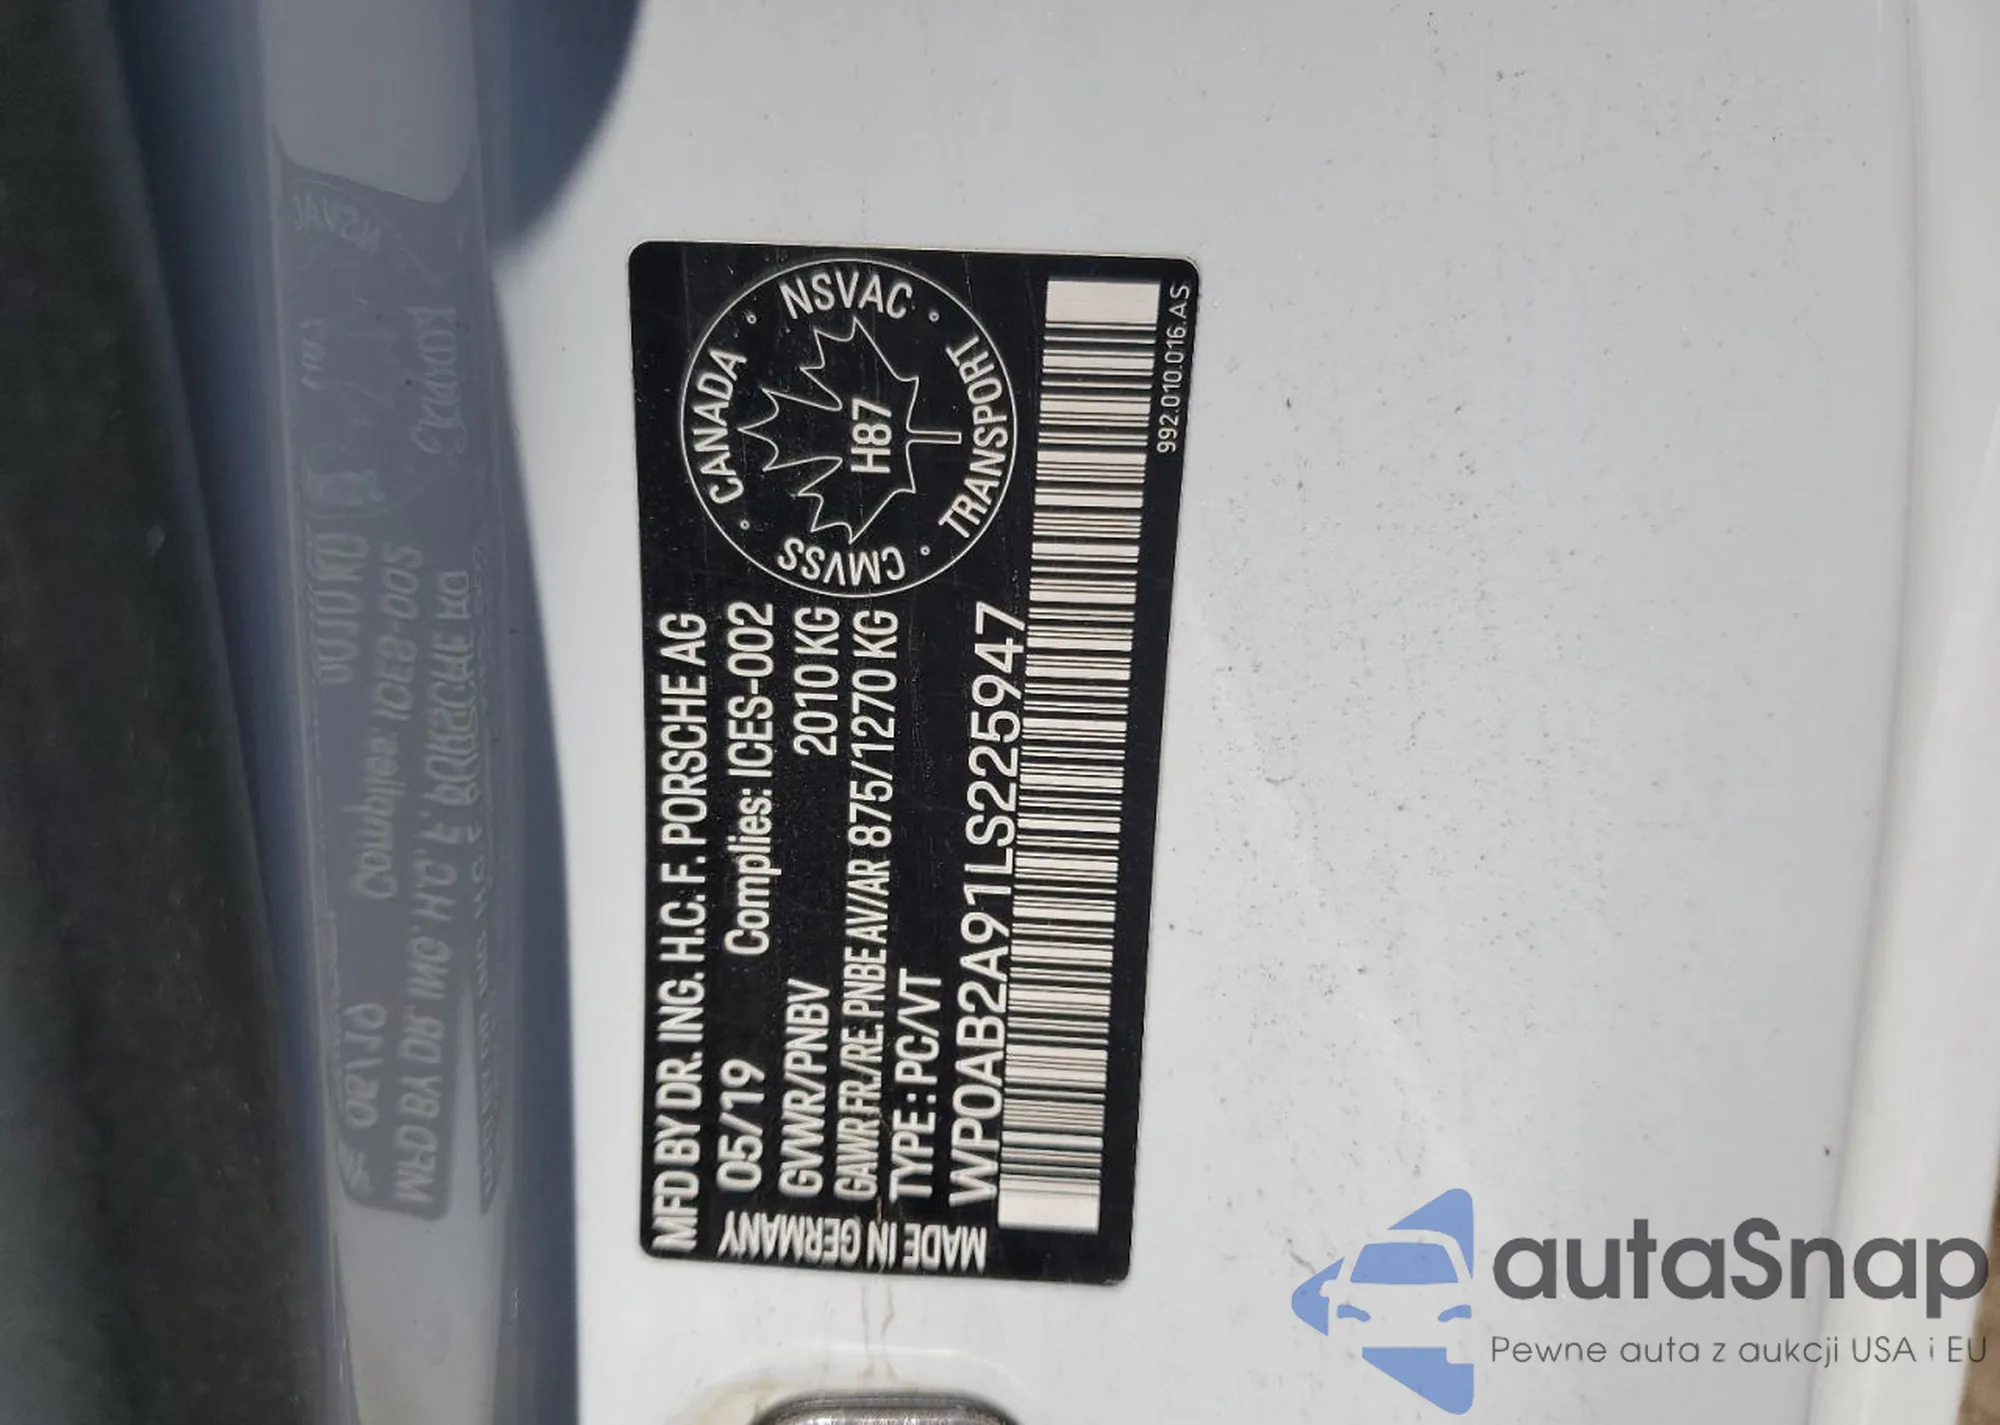 MFD BY DR. ING. H.C. F. PORSCHE AG
05/19 Complies: ICES-002
GVWR/PNBV 2010 KG
GAWR FR./RE. PNBE AV/AR 875/1270 KG
TYPE: PC/VT
WP0AB2A91LS222547
MADE IN GERMANY
CANADA
NSVAC
TRANSPORT
CMVSS
H87
992.010.016.AS
autaSnap
Pewne auta z aukcji USA i EU